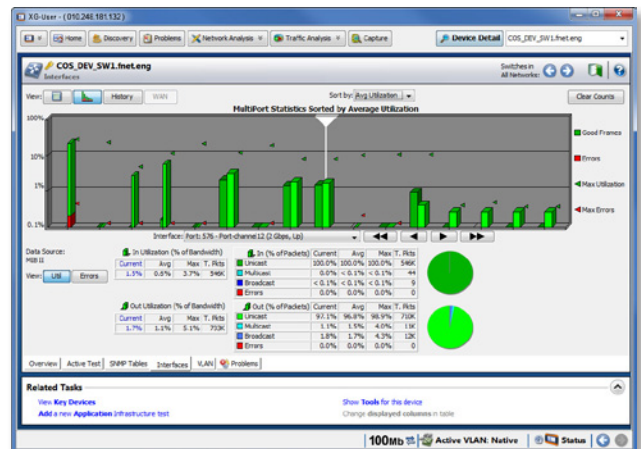 XG-User - ( 010.248.181.132 )
Home Discovery Problems Network Analysis Traffic Analysis Capture Device Detail COS_DEV_SW1.fnet.eng
COS_DEV_SW1.fnet.eng
Interfaces
Switches in
All Networks:
View: History WAN Sort by: Avg Utilization Clear Counts
MultiPort Statistics Sorted by Average Utilization
100%
10%
1%
0.1%
Good Frames
Errors
Max Utilization
Max Errors
Interface: Port: 576 - Port-channel12 (2 Gbps, Up)
Data Source:
MIB II
View: Util Errors
In Utilization (% of Bandwidth)
Current Avg Max T. Pkts
1.5% 0.8% 3.7% 546K
Out Utilization (% of Bandwidth)
Current Avg Max T. Pkts
1.7% 1.1% 5.1% 733K
In (% of Packets) Current Avg Max T. Pkts
Unicast 100.0% 100.0% 100.0% 546K
Multicast 0.0% < 0.1% < 0.1% 44
Broadcast < 0.1% < 0.1% < 0.1% 9
Errors 0.0% 0.0% 0.0% 0
Out (% of Packets) Current Avg Max T. Pkts
Unicast 97.1% 96.8% 98.9% 710K
Multicast 1.1% 1.5% 4.0% 11K
Broadcast 1.8% 1.7% 4.3% 12K
Errors 0.0% 0.0% 0.0% 0
Overview Active Test SNMP Tables Interfaces VLAN Problems
Related Tasks
View Key Devices
Add a new Application Infrastructure test
Show Tools for this device
Change displayed columns in table
100Mb Active VLAN: Native Status